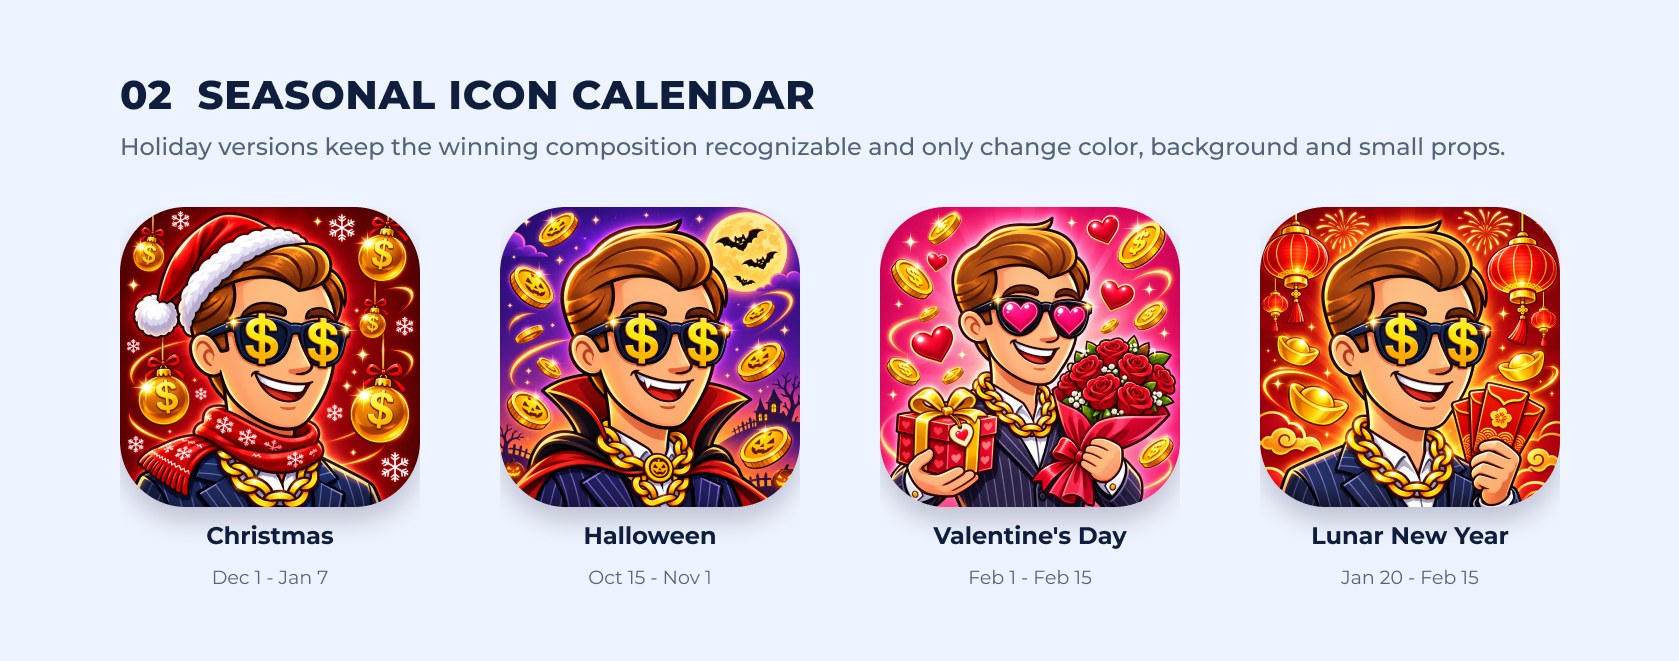 02 SEASONAL ICON CALENDAR
Holiday versions keep the winning composition recognizable and only change color, background and small props.
$ $ $ $ $ $ $
$ $
$ $
Christmas
Halloween
Valentine's Day
Lunar New Year
Dec 1 - Jan 7
Oct 15 - Nov 1
Feb 1 - Feb 15
Jan 20 - Feb 15